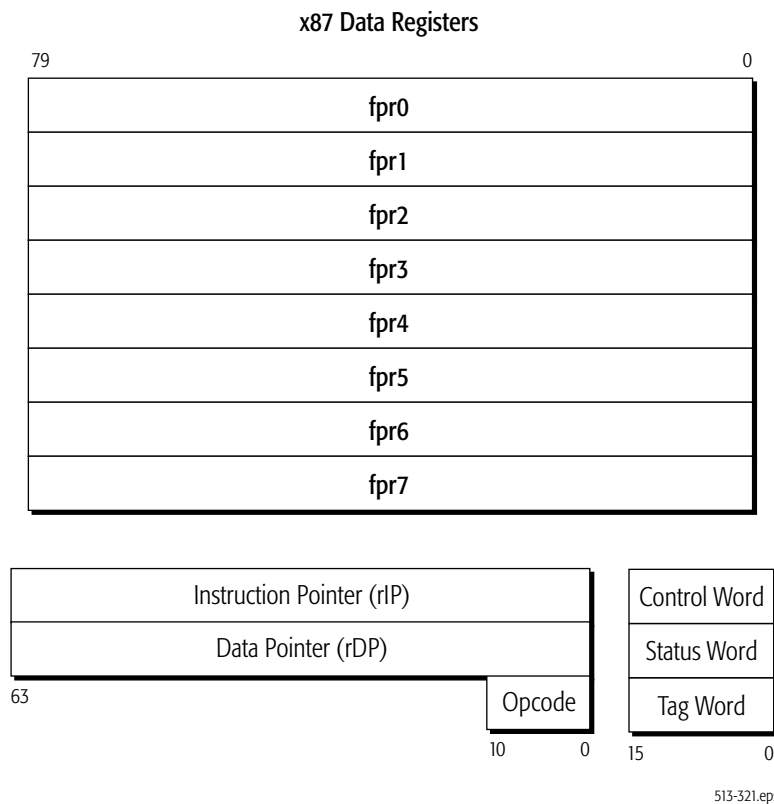 x87 Data Registers
79 0
fpr0
fpr1
fpr2
fpr3
fpr4
fpr5
fpr6
fpr7
Instruction Pointer (rIP) Control Word
Data Pointer (rDP) Status Word
63 Opcode Tag Word
10 0 15 0
513-321.ep